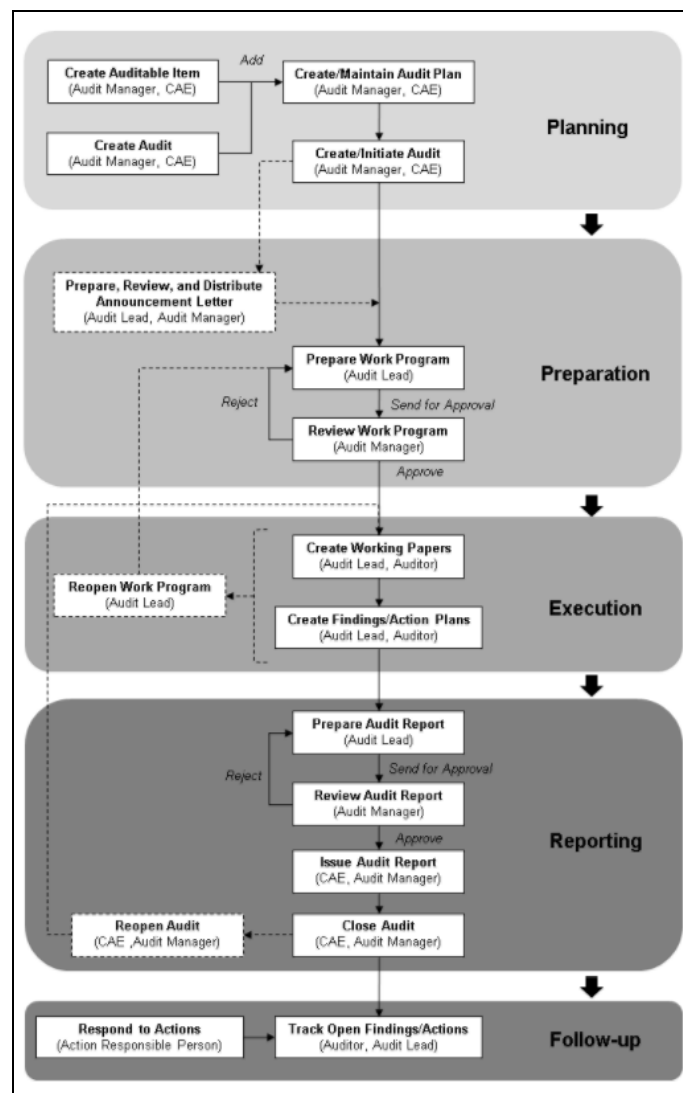 Create Auditable Item
(Audit Manager, CAE)
Add
Create/Maintain Audit Plan
(Audit Manager, CAE)
Create Audit
(Audit Manager, CAE)
Create/Initiate Audit
(Audit Manager, CAE)
Planning
Prepare, Review, and Distribute
Announcement Letter
(Audit Lead, Audit Manager)
Prepare Work Program
(Audit Lead)
Reject
Send for Approval
Review Work Program
(Audit Manager)
Approve
Preparation
Create Working Papers
(Audit Lead, Auditor)
Reopen Work Program
(Audit Lead)
Create Findings/Action Plans
(Audit Lead, Auditor)
Execution
Prepare Audit Report
(Audit Lead)
Reject
Send for Approval
Review Audit Report
(Audit Manager)
Approve
Issue Audit Report
(CAE, Audit Manager)
Reopen Audit
(CAE ,Audit Manager)
Close Audit
(CAE, Audit Manager)
Reporting
Respond to Actions
(Action Responsible Person)
Track Open Findings/Actions
(Auditor, Audit Lead)
Follow-up